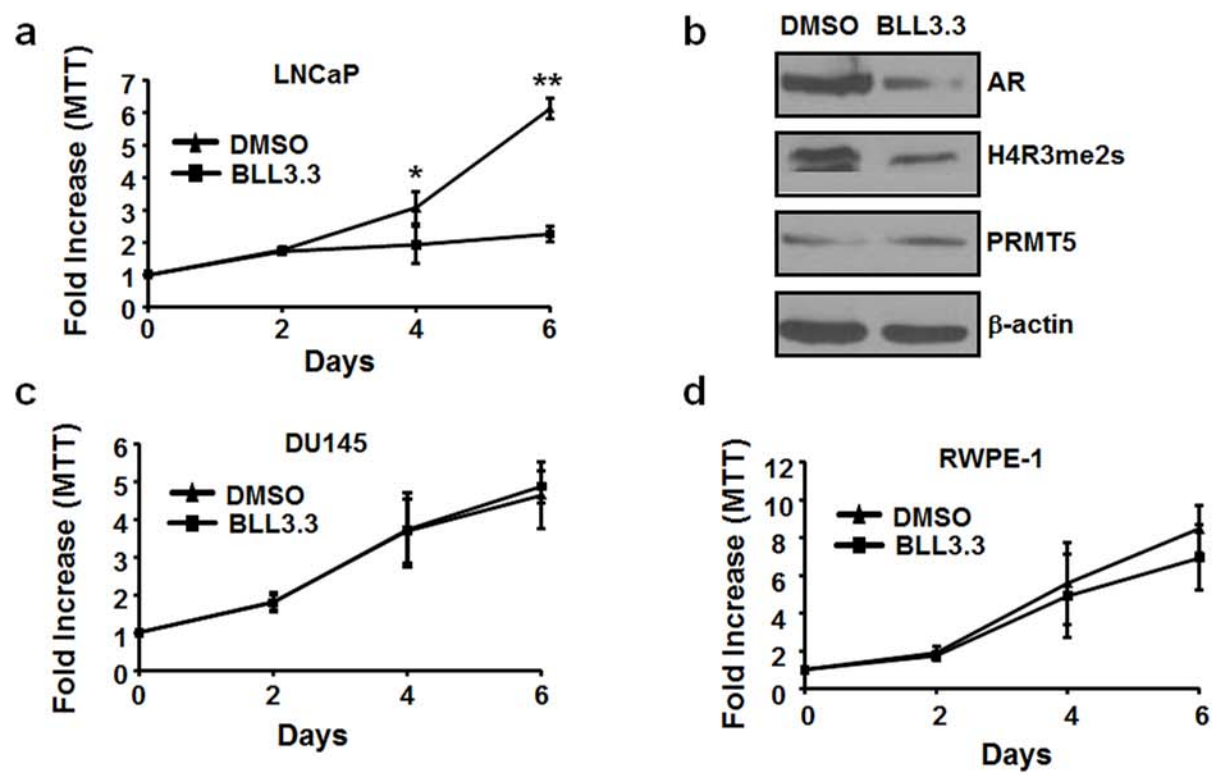 a
LNCaP
Fold Increase (MTT)
7
6
5
4
3
2
1
0
DMSO
BLL3.3
*
**
0 2 4 6
Days
b
DMSO BLL3.3
AR
H4R3me2s
PRMT5
β-actin
c
DU145
Fold Increase (MTT)
6
5
4
3
2
1
0
DMSO
BLL3.3
0 2 4 6
Days
d
RWPE-1
Fold Increase (MTT)
12
10
8
6
4
2
0
DMSO
BLL3.3
0 2 4 6
Days